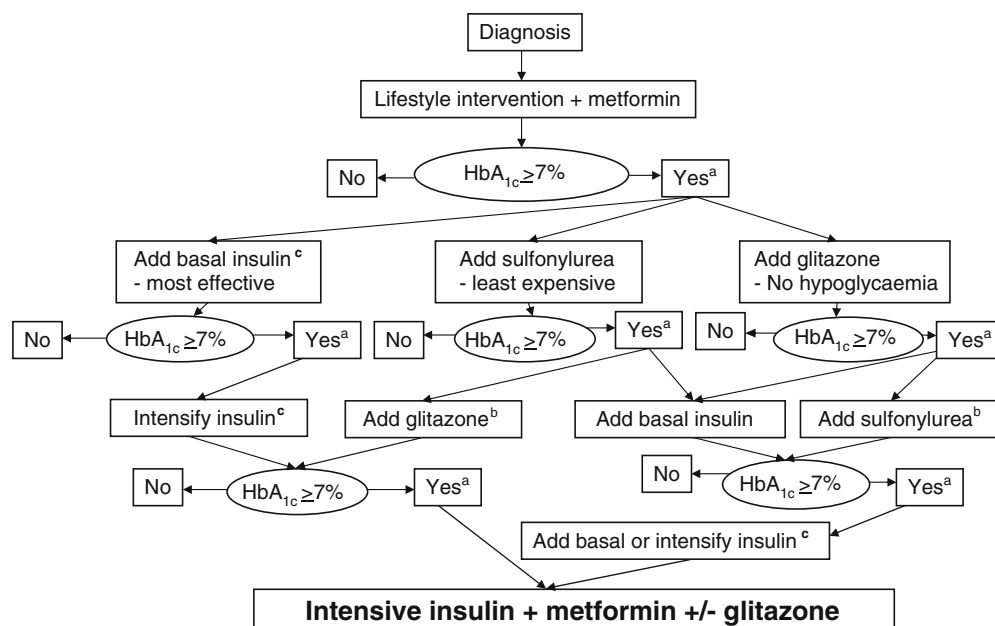 Diagnosis
Lifestyle intervention + metformin
No
HbA1c ≥7%
Yesa
Add basal insulin c
- most effective
Add sulfonylurea
- least expensive
Add glitazone
- No hypoglycaemia
No
HbA1c ≥7%
Yesa
No
HbA1c ≥7%
Yesa
No
HbA1c ≥7%
Yesa
Intensify insulinc
Add glitazoneb
Add basal insulin
Add sulfonylureab
No
HbA1c ≥7%
Yesa
No
HbA1c ≥7%
Yesa
Add basal or intensify insulin c
Intensive insulin + metformin +/- glitazone